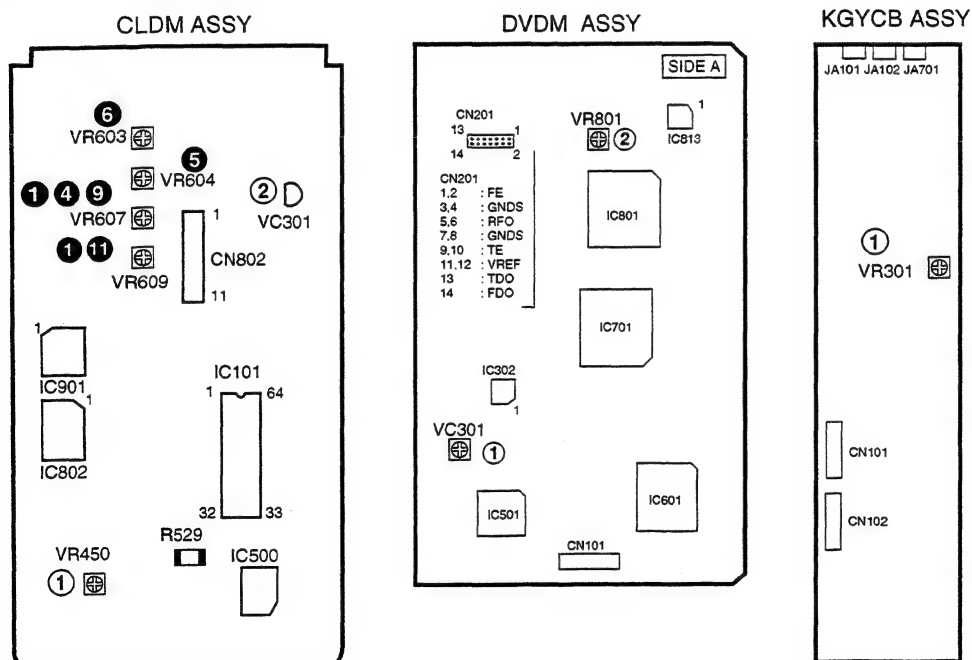 CLDM ASSY
6
VR603
5
VR604
1 4 9
VR607
2
VC301
1 11
VR609
1
CN802
11
1
IC901
1
IC802
IC101
1 64
32 33
R529
VR450
1
IC500
DVDM ASSY
SIDE A
CN201
13 1
14 2
VR801
2
1
IC813
CN201
1,2 : FE
3,4 : GNDS
5,6 : RFO
7,8 : GNDS
9,10 : TE
11,12 : VREF
13 : TDO
14 : FDO
IC801
IC701
IC302
1
VC301
1
IC501
IC601
CN101
KGYCB ASSY
JA101 JA102 JA701
1
VR301
CN101
CN102